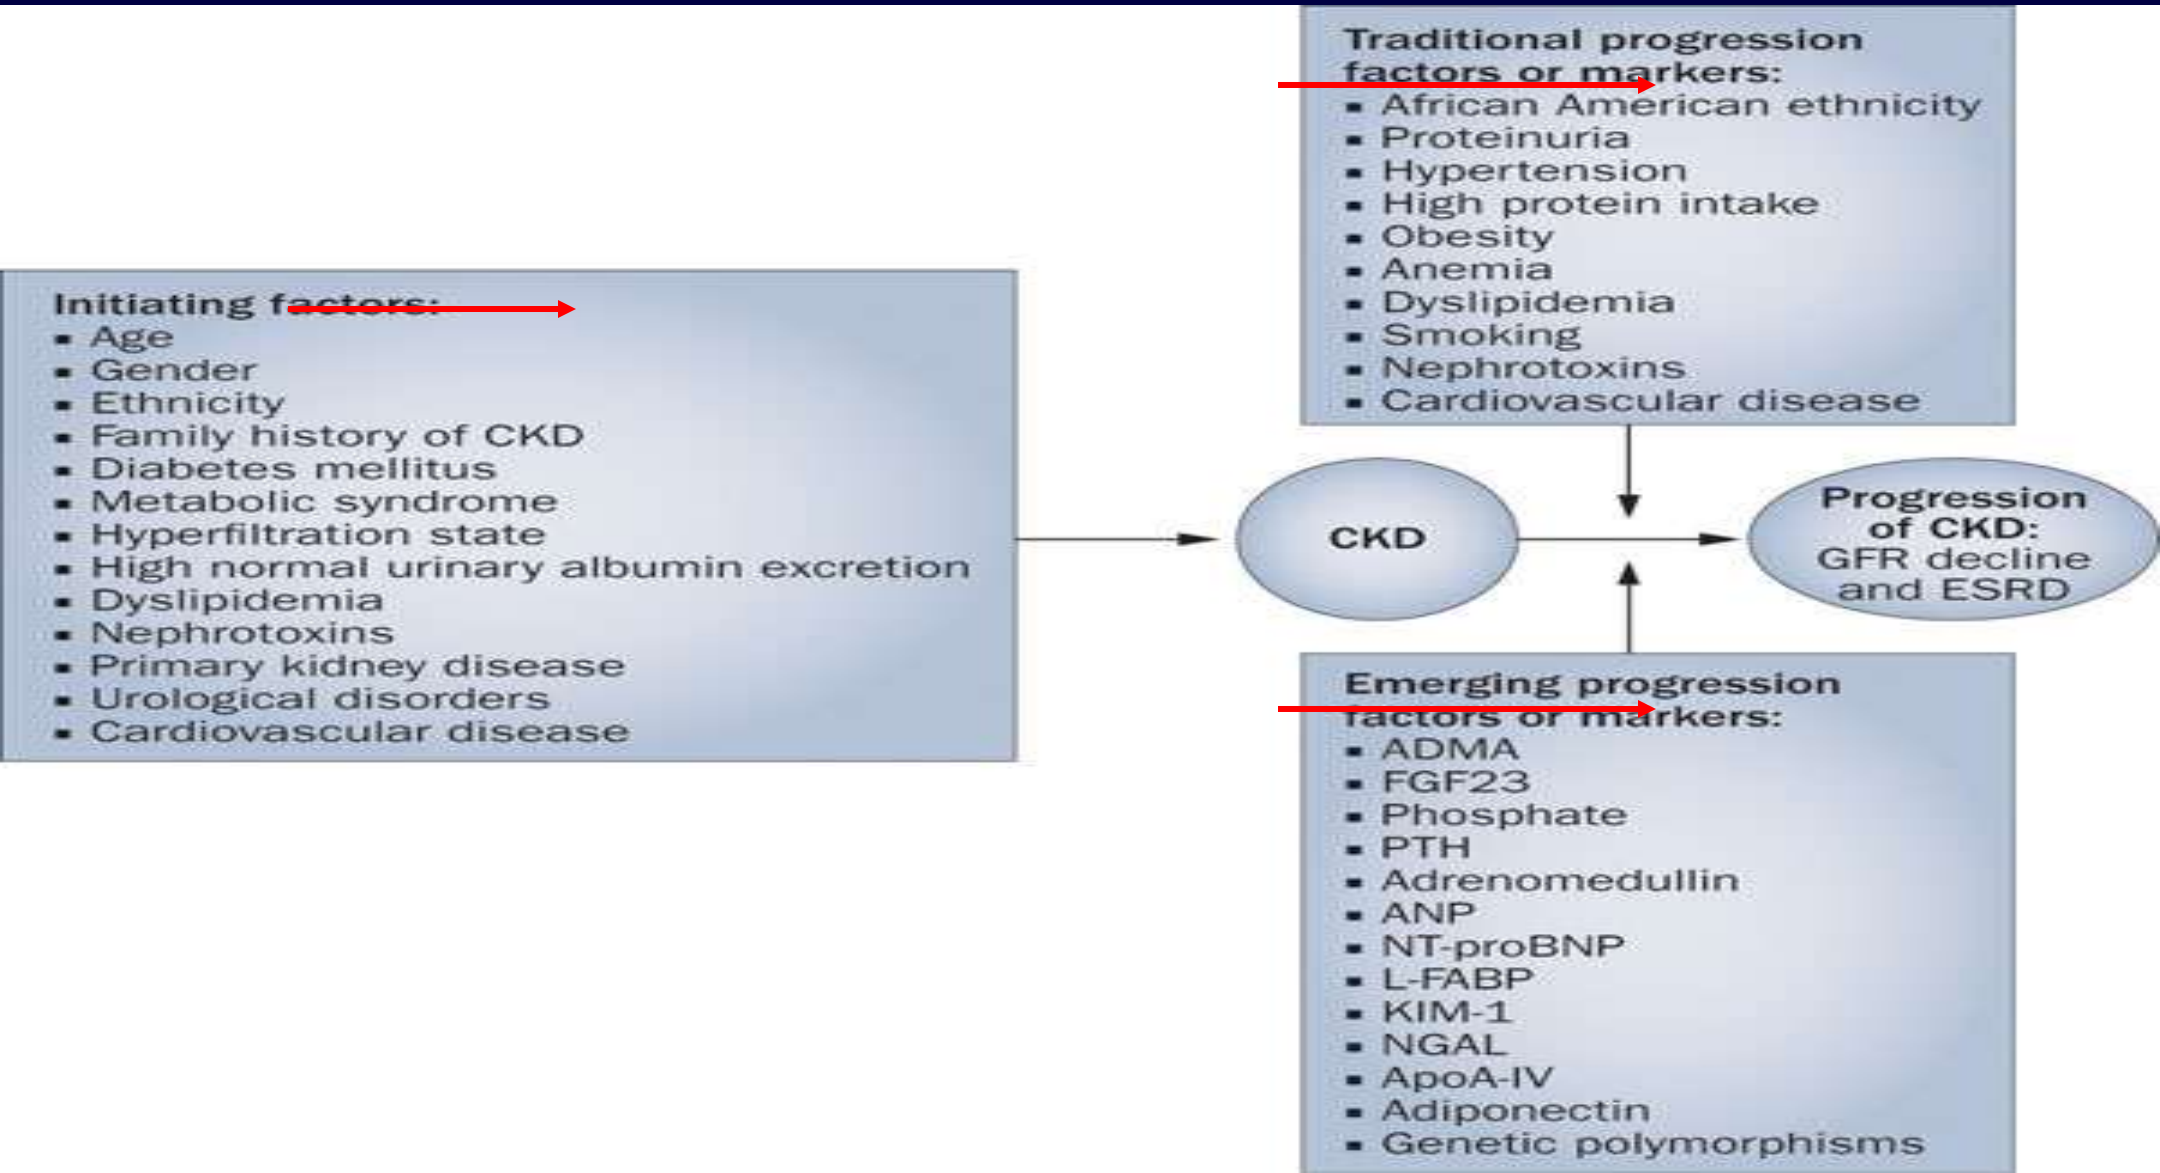 Initiating factors:
▪ Age
▪ Gender
▪ Ethnicity
▪ Family history of CKD
▪ Diabetes mellitus
▪ Metabolic syndrome
▪ Hyperfiltration state
▪ High normal urinary albumin excretion
▪ Dyslipidemia
▪ Nephrotoxins
▪ Primary kidney disease
▪ Urological disorders
▪ Cardiovascular disease
Traditional progression
factors or markers:
▪ African American ethnicity
▪ Proteinuria
▪ Hypertension
▪ High protein intake
▪ Obesity
▪ Anemia
▪ Dyslipidemia
▪ Smoking
▪ Nephrotoxins
▪ Cardiovascular disease
CKD
Progression
of CKD:
GFR decline
and ESRD
Emerging progression
factors or markers:
▪ ADMA
▪ FGF23
▪ Phosphate
▪ PTH
▪ Adrenomedullin
▪ ANP
▪ NT-proBNP
▪ L-FABP
▪ KIM-1
▪ NGAL
▪ ApoA-IV
▪ Adiponectin
▪ Genetic polymorphisms